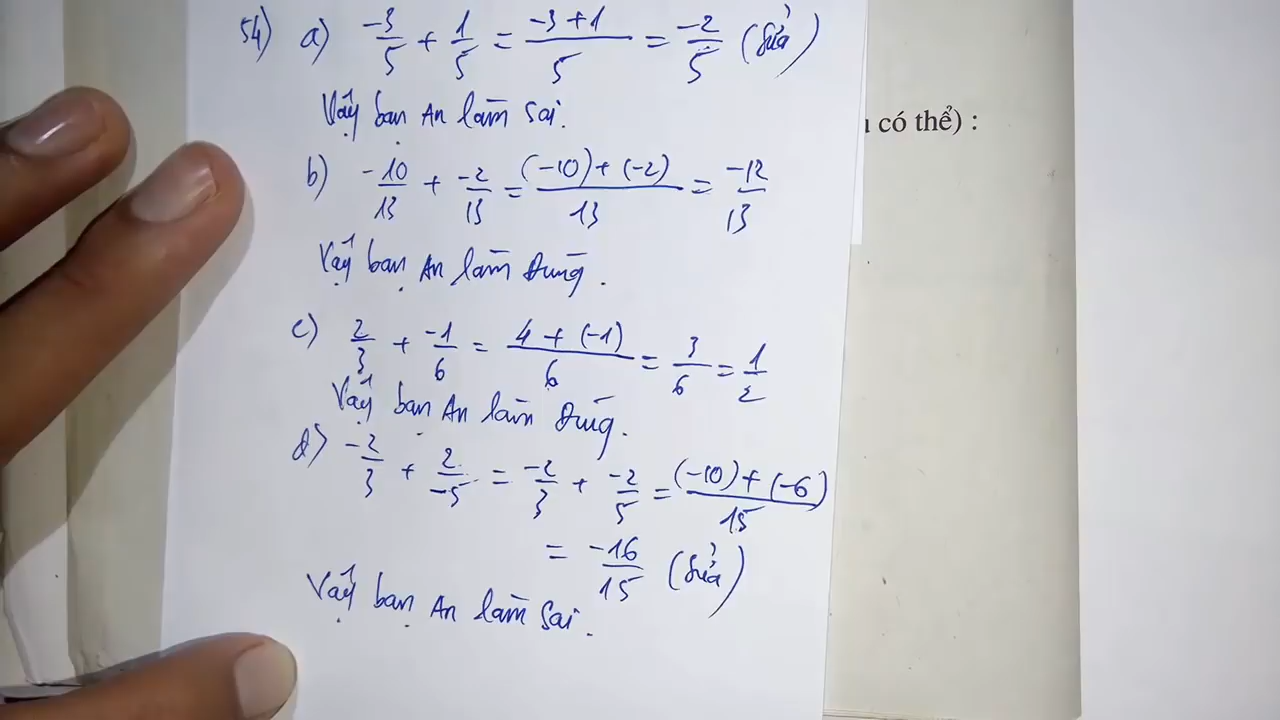 54) a) -3/5 + 1/5 = -3+1/5 = -2/5 (sửa)
Vậy bạn An làm sai.
có thể) :
b) -10/13 + -2/13 = (-10)+(-2)/13 = -12/13
Vậy bạn An làm đúng.
c) 2/3 + -1/6 = 4+(-1)/6 = 3/6 = 1/2
Vậy bạn An làm đúng.
d) -2/3 + 2/-5 = -2/3 + -2/5 = (-10)+(-6)/15
= -16/15 (sửa)
Vậy bạn An làm sai.